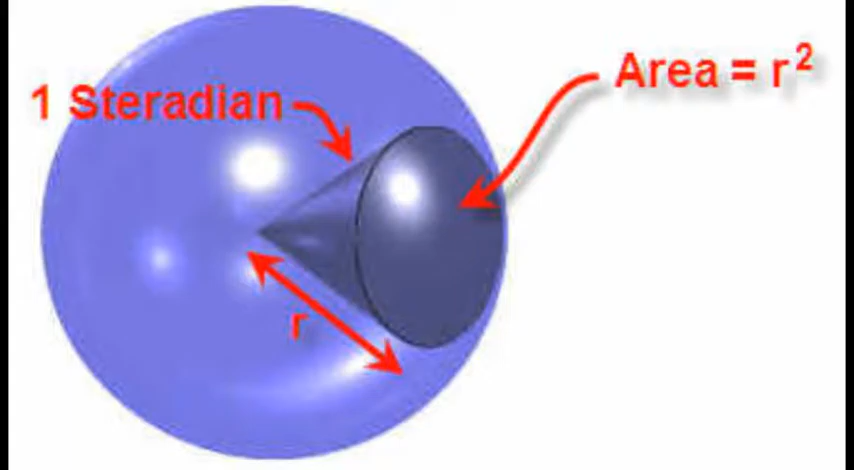 1 Steradian
Area = r²
r